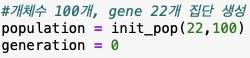 #개체수 100개, gene 22개 집단 생성
population = init_pop(22,100)
generation = 0